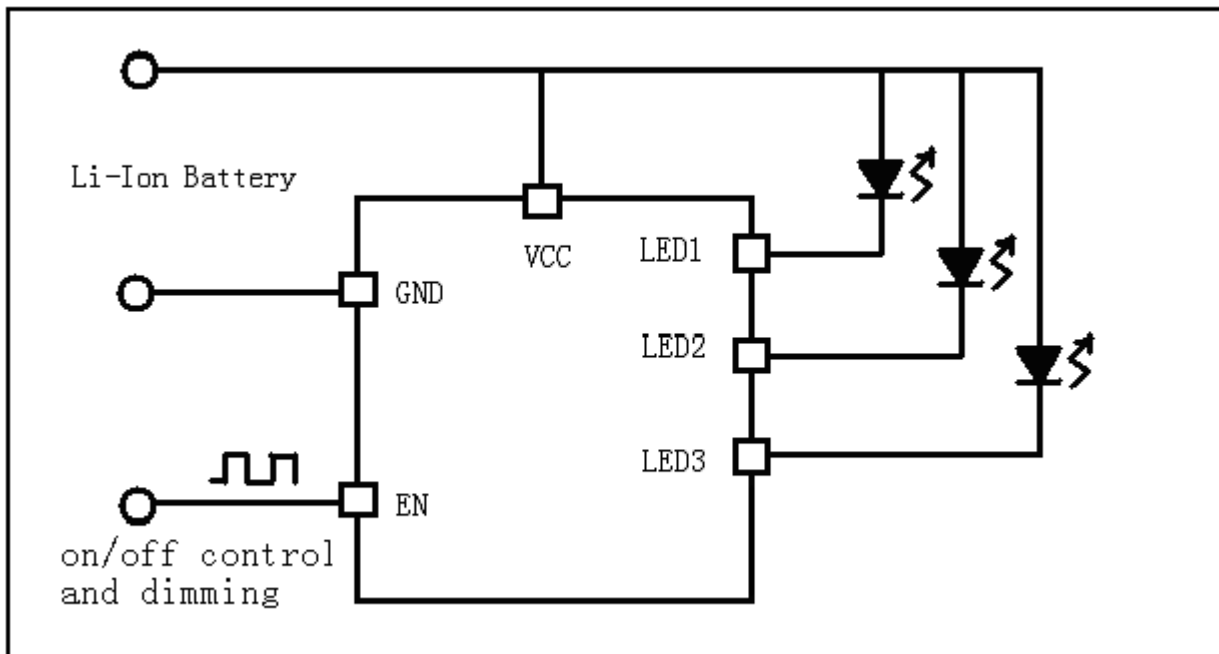 Li-Ion Battery
VCC
LED1
GND
LED2
LED3
EN
on/off control
and dimming